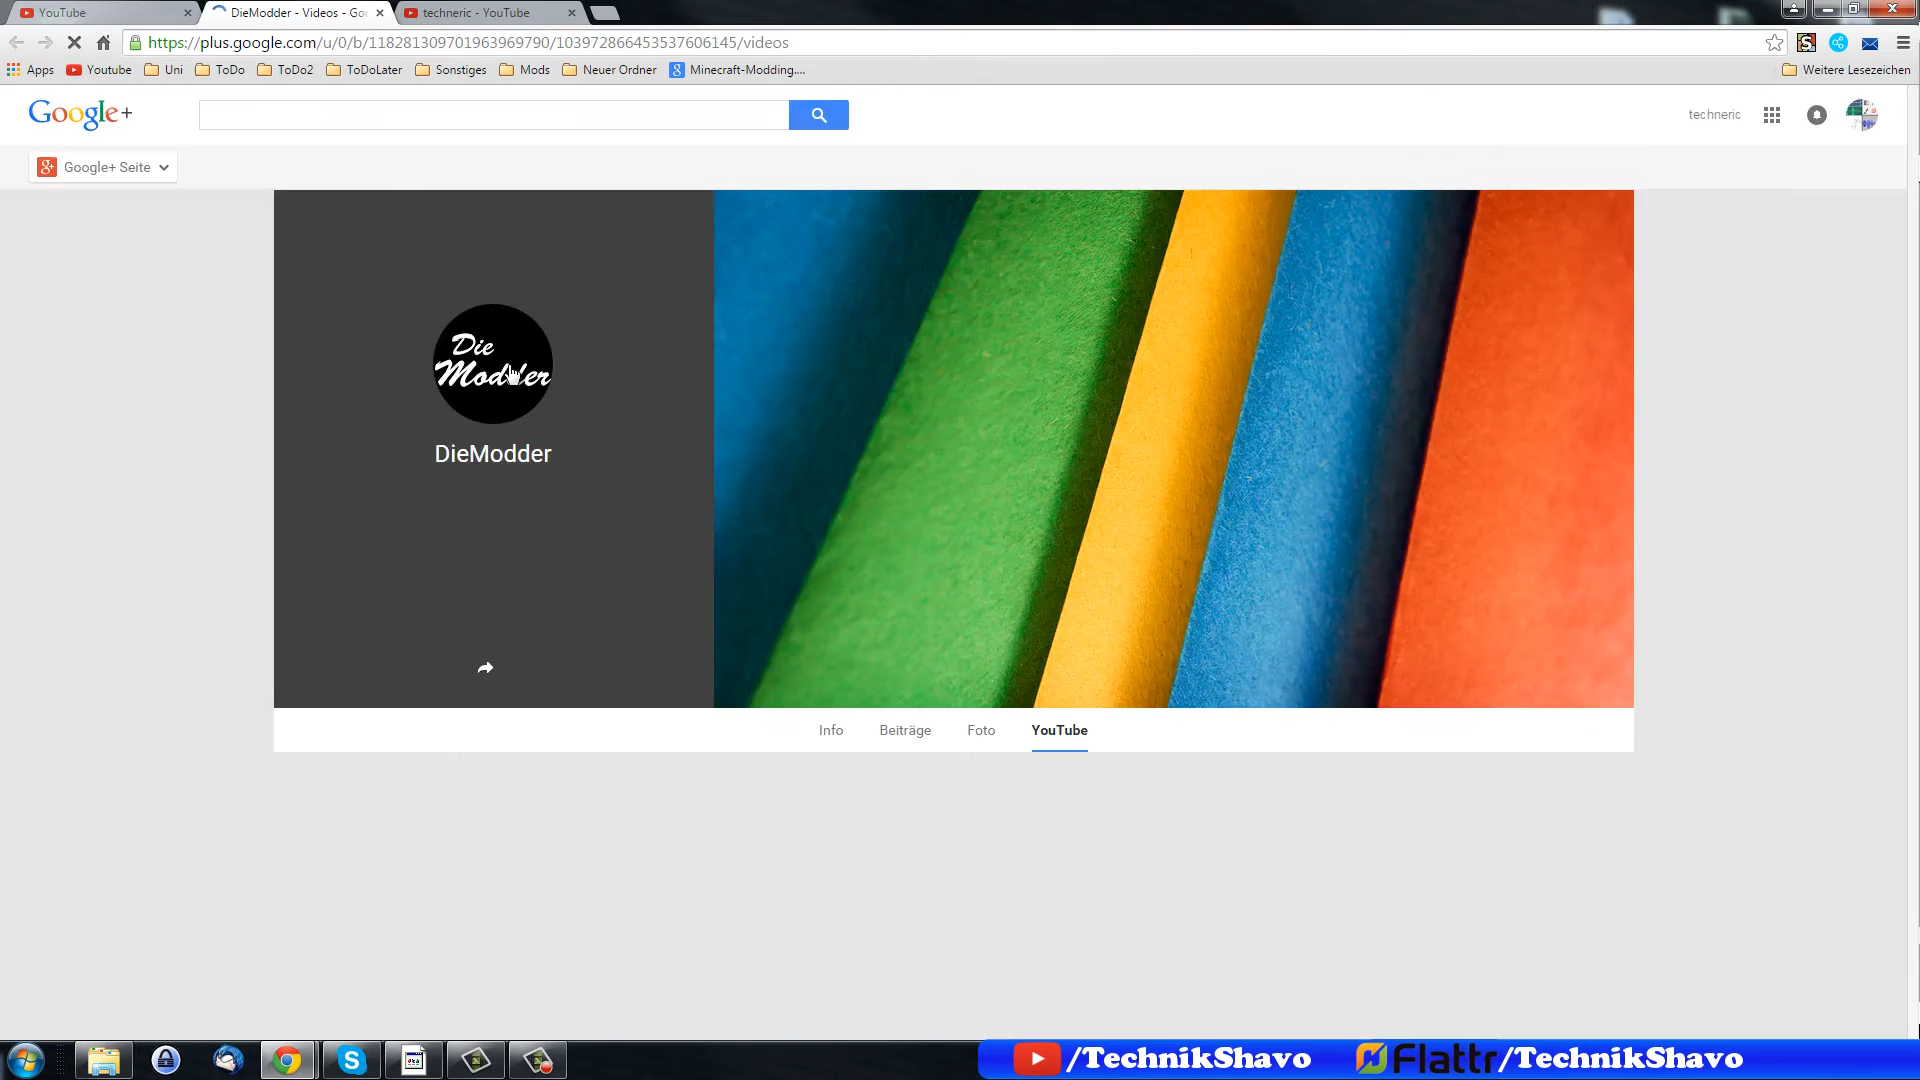 YouTube
DieModder - Videos - Goo
techneric - YouTube
https://plus.google.com/u/0/b/118281309701963969790/103972866453537606145/videos
Apps Youtube Uni ToDo ToDo2 ToDoLater Sonstiges Mods Neuer Ordner Minecraft-Modding.... Weitere Lesezeichen
Google+
techneric
Google+ Seite
Die
Modder
DieModder
Info Beiträge Foto YouTube
/TechnikShavo Flattr/TechnikShavo